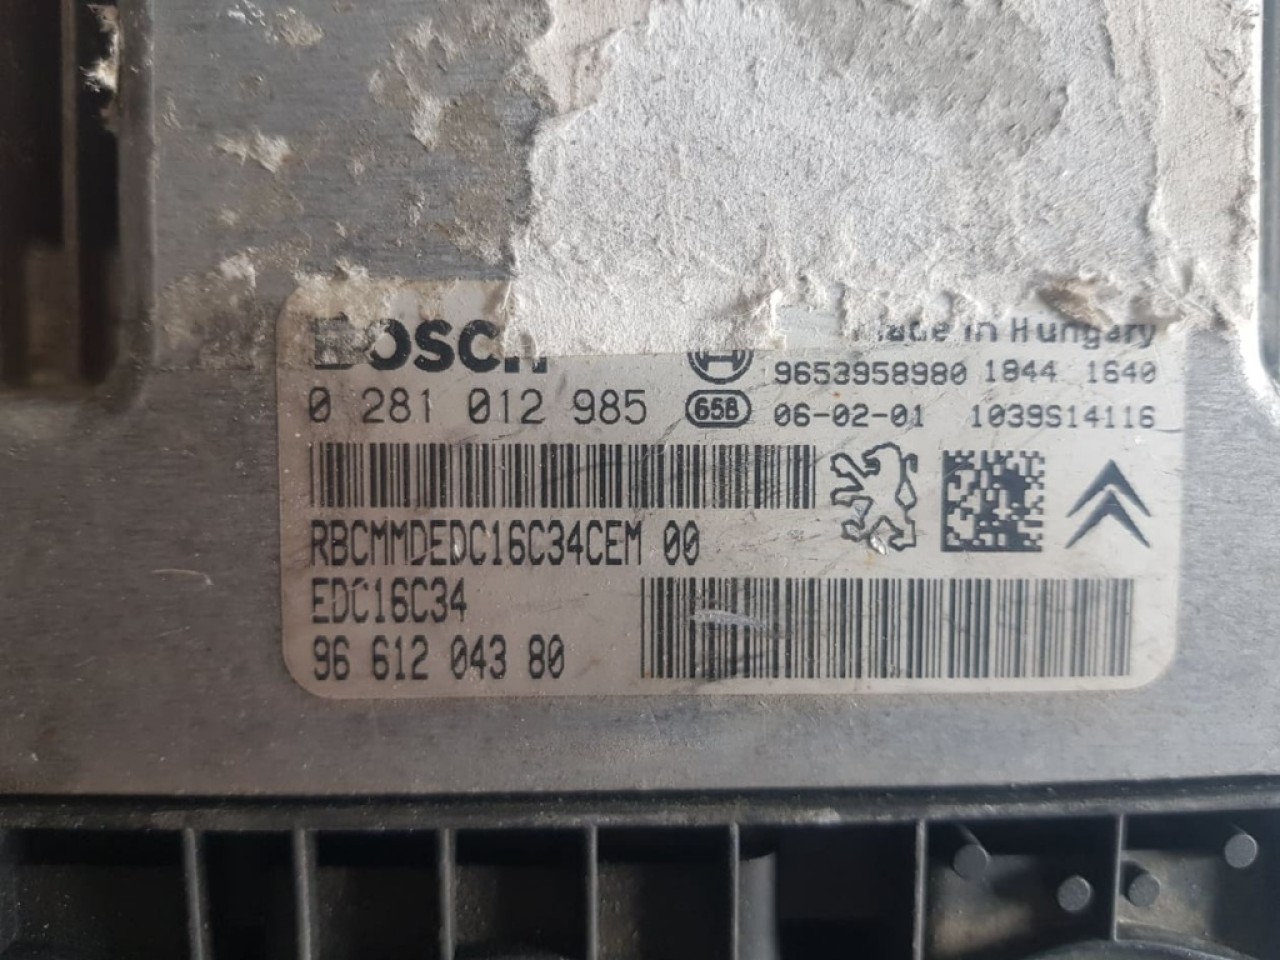 BOSCH
Made in Hungary
9653958980 1844 1640
0 281 012 985 65B 06-02-01 1039S14116
RBCMMDEDC16C34CEM 00
EDC16C34
96 612 043 80